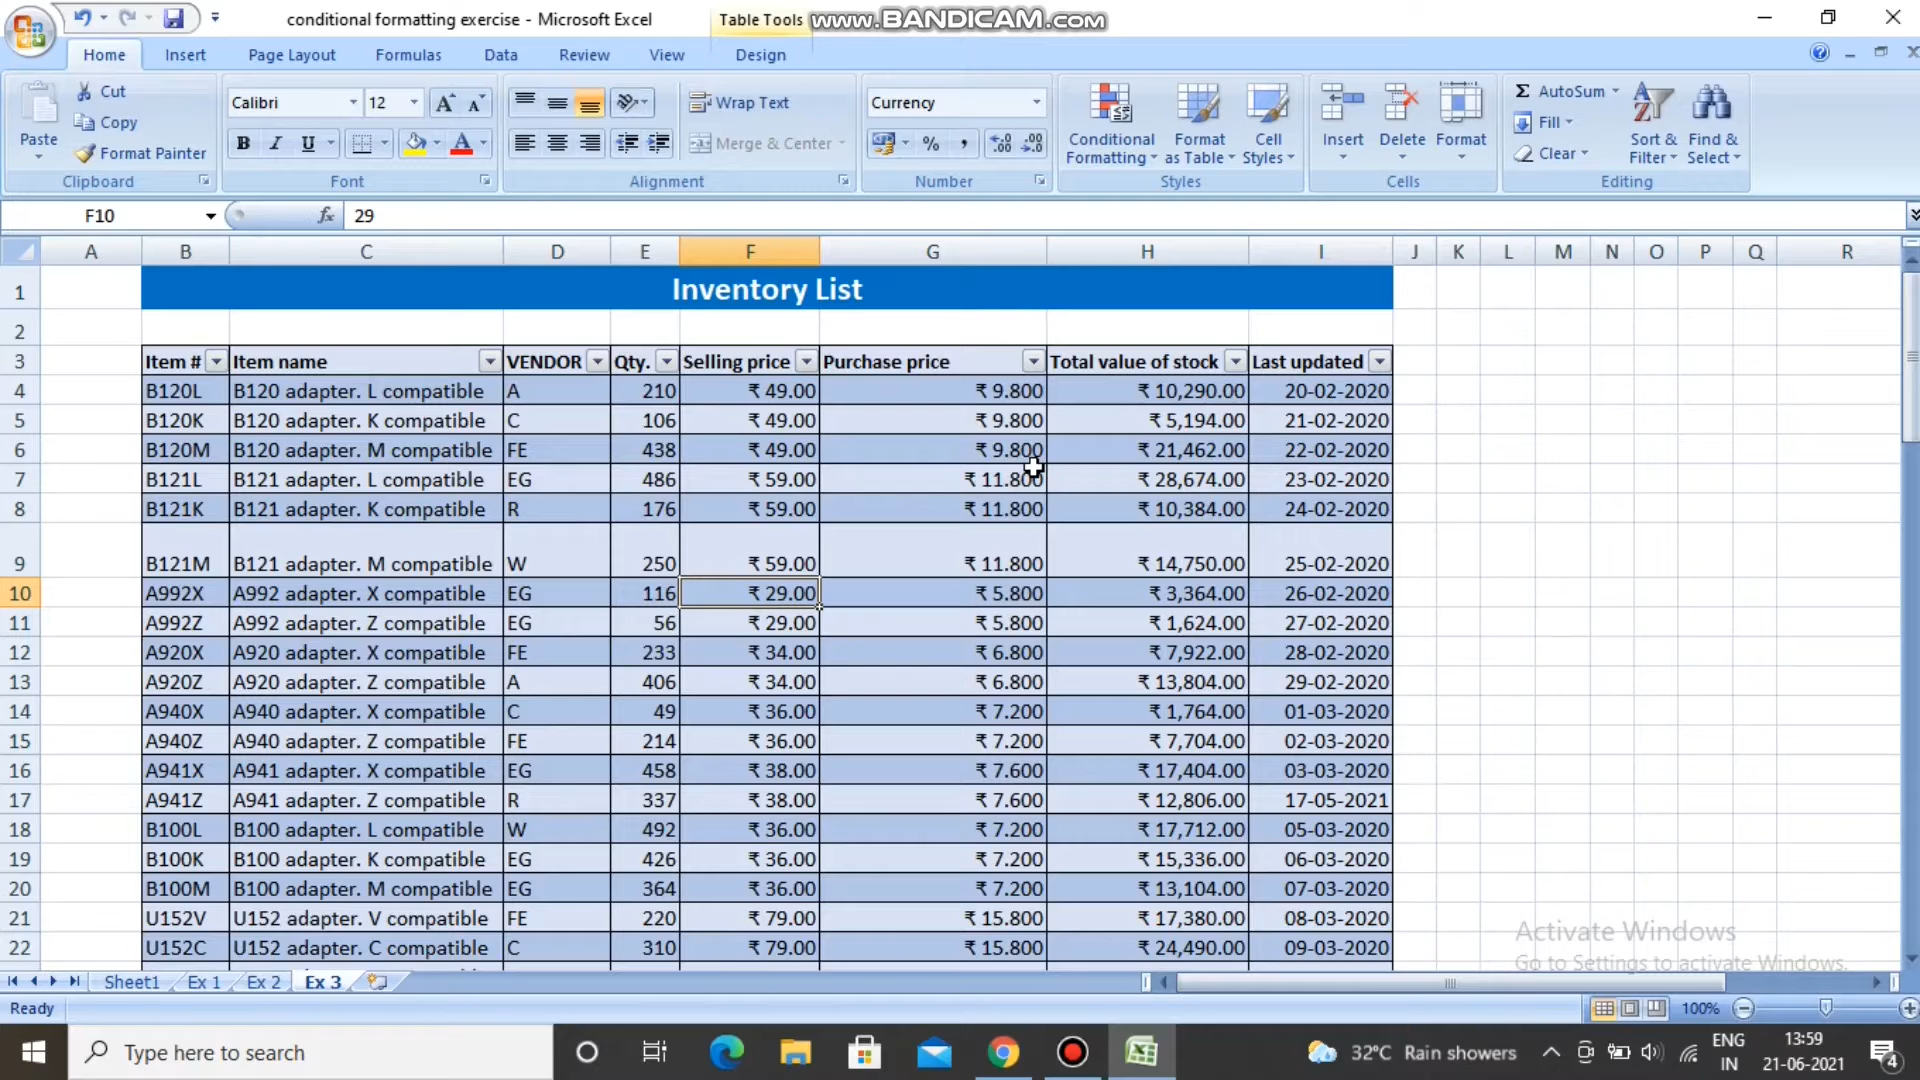 conditional formatting exercise - Microsoft Excel
Table Tools
www.BANDICAM.com
Home Insert Page Layout Formulas Data Review View Design
Paste
Cut
Copy
Format Painter
Clipboard
Calibri 12
B I U
Font
Wrap Text
Merge & Center
Alignment
Currency
Number
Conditional Formatting
Format as Table
Cell Styles
Styles
Insert Delete Format
Cells
AutoSum
Fill
Clear
Sort & Filter
Find & Select
Editing
F10 fx 29
A B C D E F G H I J K L M N O P Q R
1 Inventory List
2
3 Item # Item name VENDOR Qty. Selling price Purchase price Total value of stock Last updated
4 B120L B120 adapter. L compatible A 210 ₹ 49.00 ₹ 9.800 ₹ 10,290.00 20-02-2020
5 B120K B120 adapter. K compatible C 106 ₹ 49.00 ₹ 9.800 ₹ 5,194.00 21-02-2020
6 B120M B120 adapter. M compatible FE 438 ₹ 49.00 ₹ 9.800 ₹ 21,462.00 22-02-2020
7 B121L B121 adapter. L compatible EG 486 ₹ 59.00 ₹ 11.800 ₹ 28,674.00 23-02-2020
8 B121K B121 adapter. K compatible R 176 ₹ 59.00 ₹ 11.800 ₹ 10,384.00 24-02-2020
9 B121M B121 adapter. M compatible W 250 ₹ 59.00 ₹ 11.800 ₹ 14,750.00 25-02-2020
10 A992X A992 adapter. X compatible EG 116 ₹ 29.00 ₹ 5.800 ₹ 3,364.00 26-02-2020
11 A992Z A992 adapter. Z compatible EG 56 ₹ 29.00 ₹ 5.800 ₹ 1,624.00 27-02-2020
12 A920X A920 adapter. X compatible FE 233 ₹ 34.00 ₹ 6.800 ₹ 7,922.00 28-02-2020
13 A920Z A920 adapter. Z compatible A 406 ₹ 34.00 ₹ 6.800 ₹ 13,804.00 29-02-2020
14 A940X A940 adapter. X compatible C 49 ₹ 36.00 ₹ 7.200 ₹ 1,764.00 01-03-2020
15 A940Z A940 adapter. Z compatible FE 214 ₹ 36.00 ₹ 7.200 ₹ 7,704.00 02-03-2020
16 A941X A941 adapter. X compatible EG 458 ₹ 38.00 ₹ 7.600 ₹ 17,404.00 03-03-2020
17 A941Z A941 adapter. Z compatible R 337 ₹ 38.00 ₹ 7.600 ₹ 12,806.00 17-05-2021
18 B100L B100 adapter. L compatible W 492 ₹ 36.00 ₹ 7.200 ₹ 17,712.00 05-03-2020
19 B100K B100 adapter. K compatible EG 426 ₹ 36.00 ₹ 7.200 ₹ 15,336.00 06-03-2020
20 B100M B100 adapter. M compatible EG 364 ₹ 36.00 ₹ 7.200 ₹ 13,104.00 07-03-2020
21 U152V U152 adapter. V compatible FE 220 ₹ 79.00 ₹ 15.800 ₹ 17,380.00 08-03-2020
22 U152C U152 adapter. C compatible C 310 ₹ 79.00 ₹ 15.800 ₹ 24,490.00 09-03-2020
Activate Windows
Go to Settings to activate Windows.
Sheet1 Ex 1 Ex 2 Ex 3
Ready 100%
Type here to search
32°C Rain showers
ENG
IN
13:59
21-06-2021
4